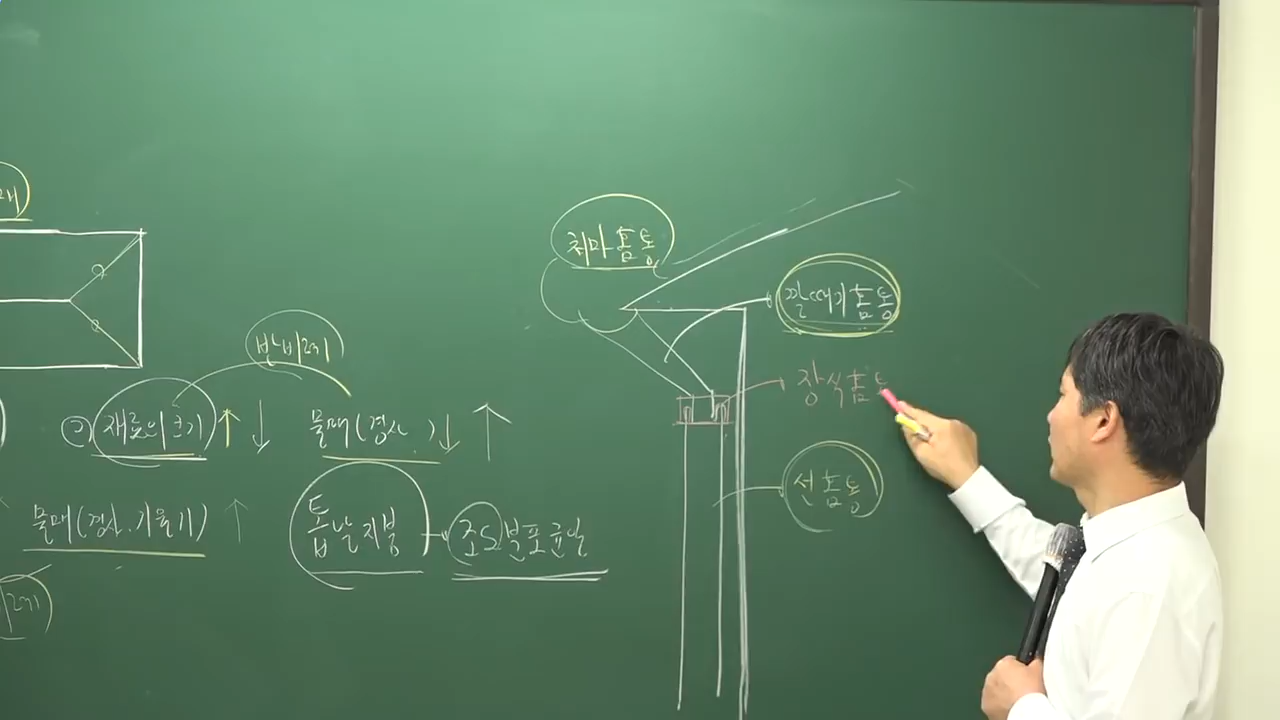 처마홈통
깔때기홈통
장식홈
선홈통
반비례
② 재료의 크기 ↑ ↓ 물매(경사 )↓ ↑
물매(경사.기울기) ↑
톱날지붕 조도분포균일